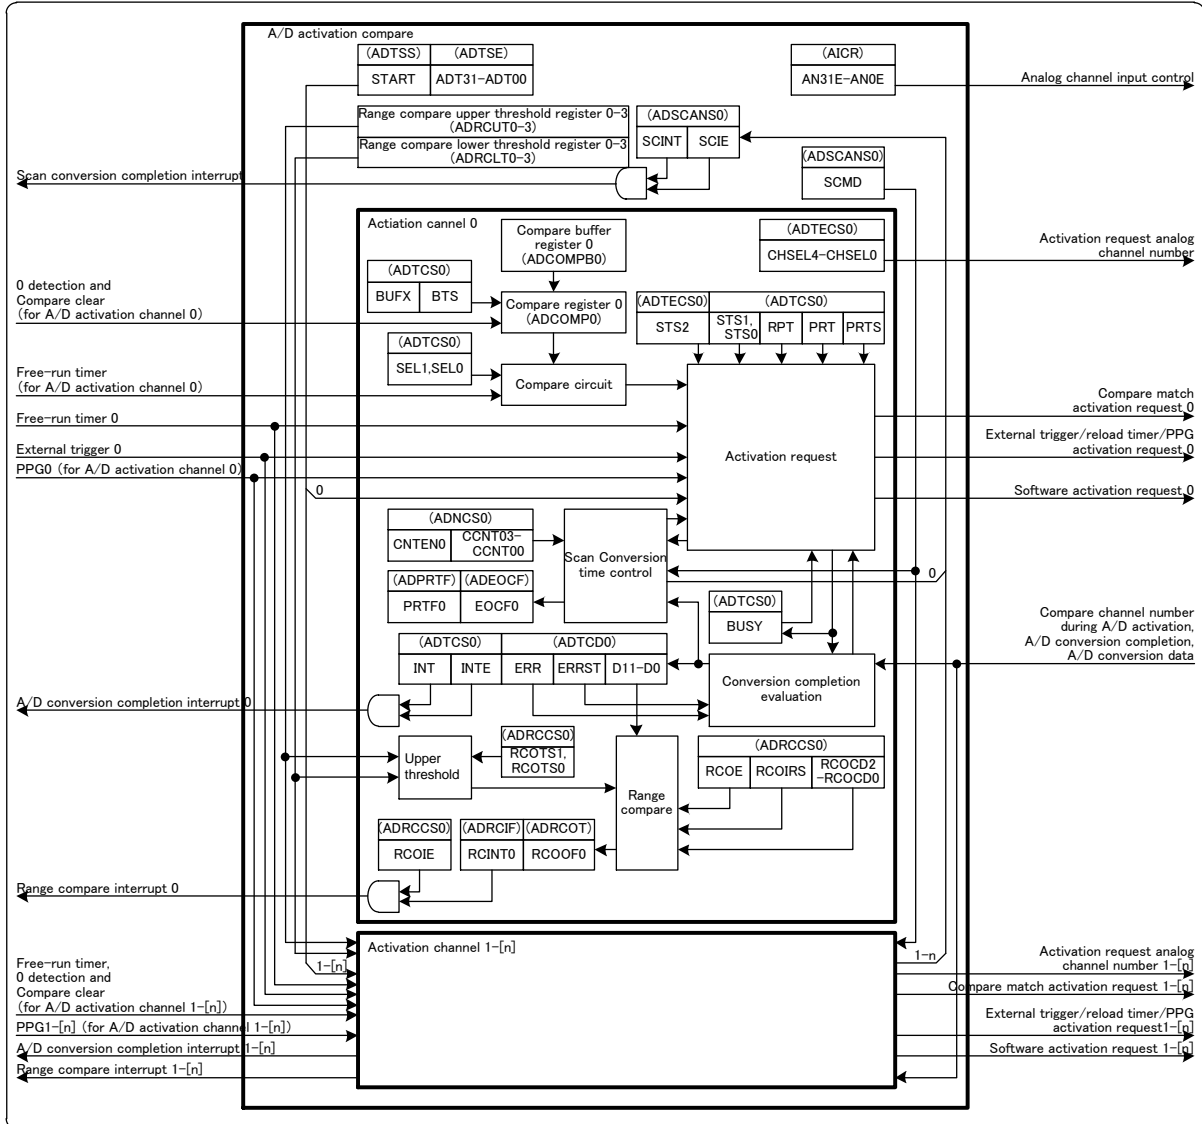 A/D activation compare
(ADTSS) (ADTSE)
START ADT31-ADT00
(AICR)
AN31E-AN0E
Analog channel input control
Range compare upper threshold register 0-3
(ADRCUT0-3)
Range compare lower threshold register 0-3
(ADRCLT0-3)
(ADSCANS0)
SCINT SCIE
(ADSCANS0)
SCMD
Scan conversion completion interrupt
Actiation cannel 0
Compare buffer
register 0
(ADCOMPB0)
(ADTECS0)
CHSEL4-CHSEL0
Activation request analog
channel number
0 detection and
Compare clear
(for A/D activation channel 0)
(ADTCS0)
BUFX BTS
Compare register 0
(ADCOMP0)
(ADTECS0) (ADTCS0)
STS2 STS1,
STS0 RPT PRT PRTS
(ADTCS0)
SEL1,SEL0
Compare circuit
Free-run timer
(for A/D activation channel 0)
Free-run timer 0
External trigger 0
PPG0 (for A/D activation channel 0)
0
Activation request
Compare match
activation request 0
External trigger/reload timer/PPG
activation request 0
Software activation request 0
(ADNCS0)
CNTEN0 CCNT03-
CCNT00
Scan Conversion
time control
0
(ADPRTF) (ADEOCF)
PRTF0 EOCF0
(ADTCS0)
BUSY
Compare channel number
during A/D activation,
A/D conversion completion,
A/D conversion data
(ADTCS0) (ADTCD0)
INT INTE ERR ERRST D11-D0
Conversion completion
evaluation
A/D conversion completion interrupt 0
Upper
threshold
(ADRCCS0)
RCOTS1,
RCOTS0
Range
compare
(ADRCCS0)
RCOE RCOIRS RCOCD2
-RCOCD0
(ADRCCS0) (ADRCIF) (ADRCOT)
RCOIE RCINT0 RCOOF0
Range compare interrupt 0
Activation channel 1-[n]
1-[n]
1-n
Free-run timer,
0 detection and
Compare clear
(for A/D activation channel 1-[n])
PPG1-[n] (for A/D activation channel 1-[n])
A/D conversion completion interrupt 1-[n]
Range compare interrupt 1-[n]
Activation request analog
channel number 1-[n]
Compare match activation request 1-[n]
External trigger/reload timer/PPG
activation request1-[n]
Software activation request 1-[n]